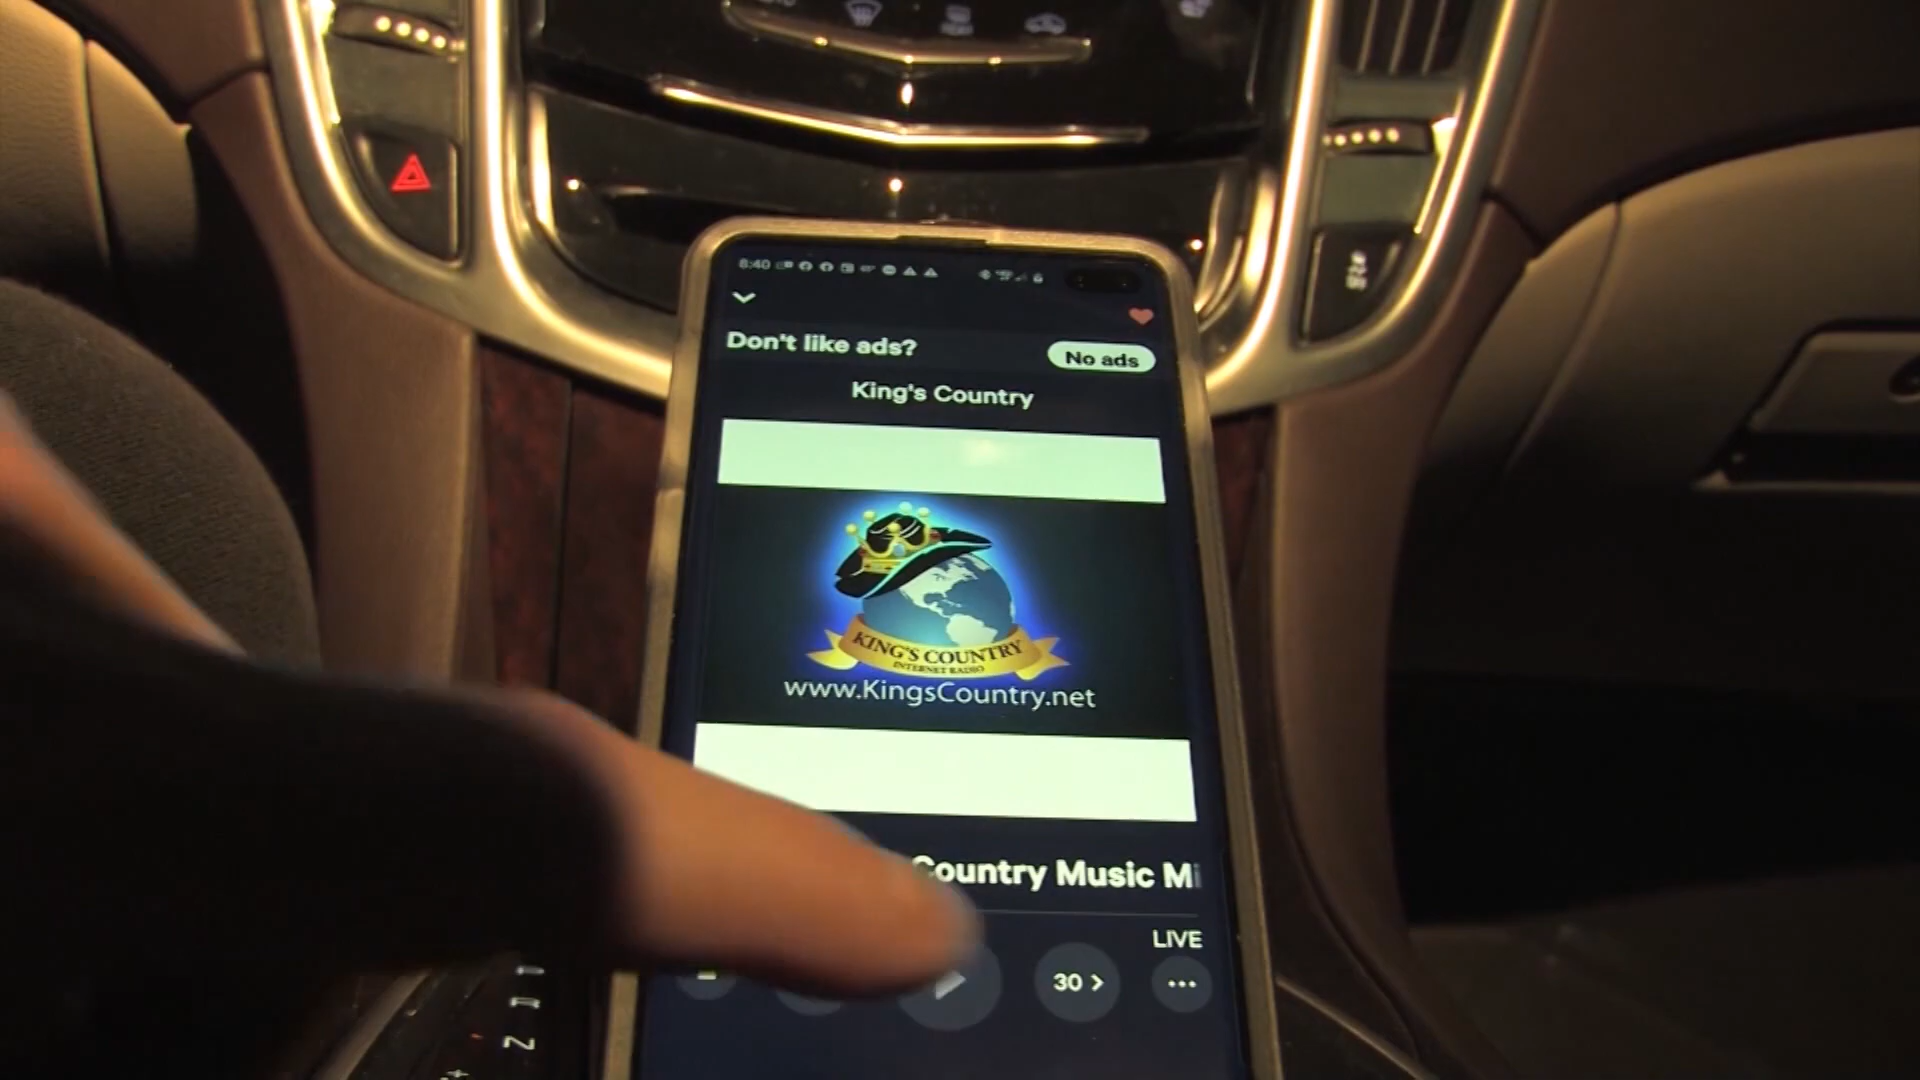 8:40
Don't like ads?
No ads
King's Country
KING'S COUNTRY
INTERNET RADIO
www.KingsCountry.net
Country Music Mi
LIVE
30 >
N